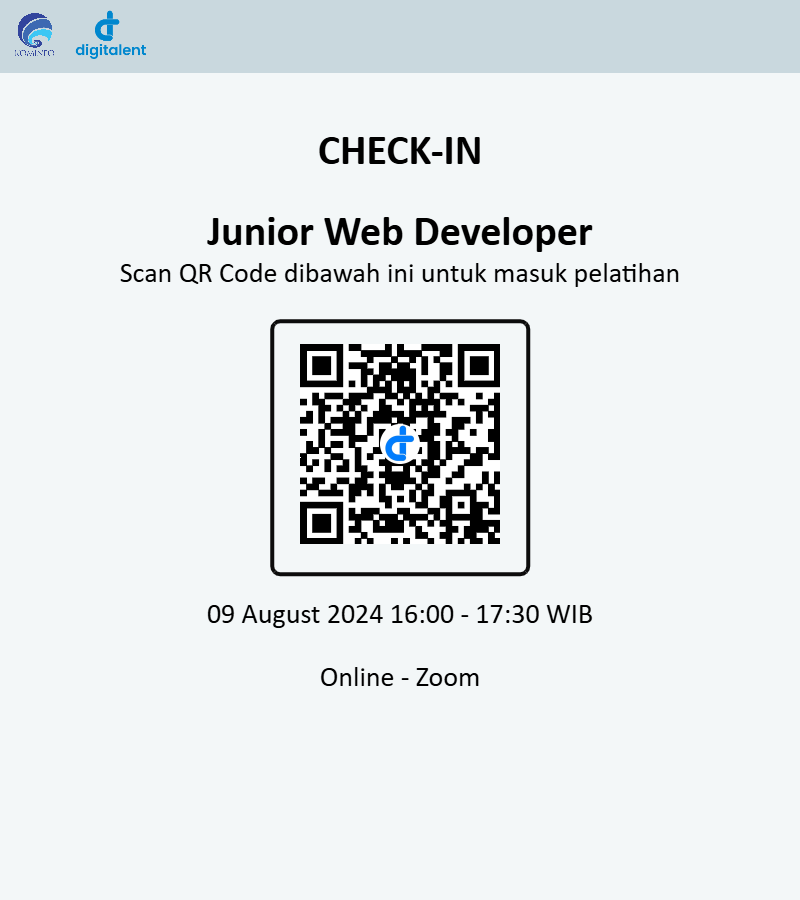 KOMINFO
digitalent
CHECK-IN
Junior Web Developer
Scan QR Code dibawah ini untuk masuk pelatihan
09 August 2024 16:00 - 17:30 WIB
Online - Zoom